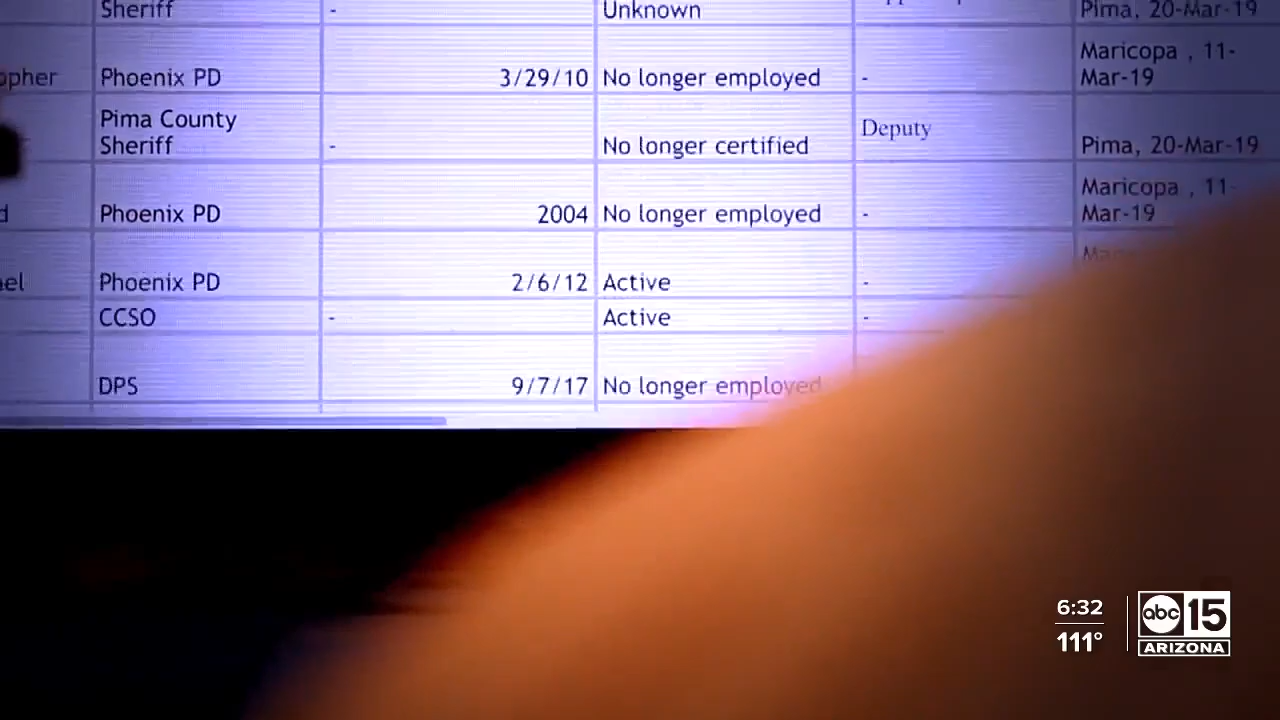 Sheriff - Unknown Pima, 20-Mar-19
opher Phoenix PD 3/29/10 No longer employed - Maricopa , 11-
Mar-19
Pima County
Sheriff - No longer certified Deputy Pima, 20-Mar-19
d Phoenix PD 2004 No longer employed - Maricopa , 11-
Mar-19
el Phoenix PD 2/6/12 Active -
CCSO - Active -
DPS 9/7/17 No longer employed
6:32
111°
abc 15
ARIZONA